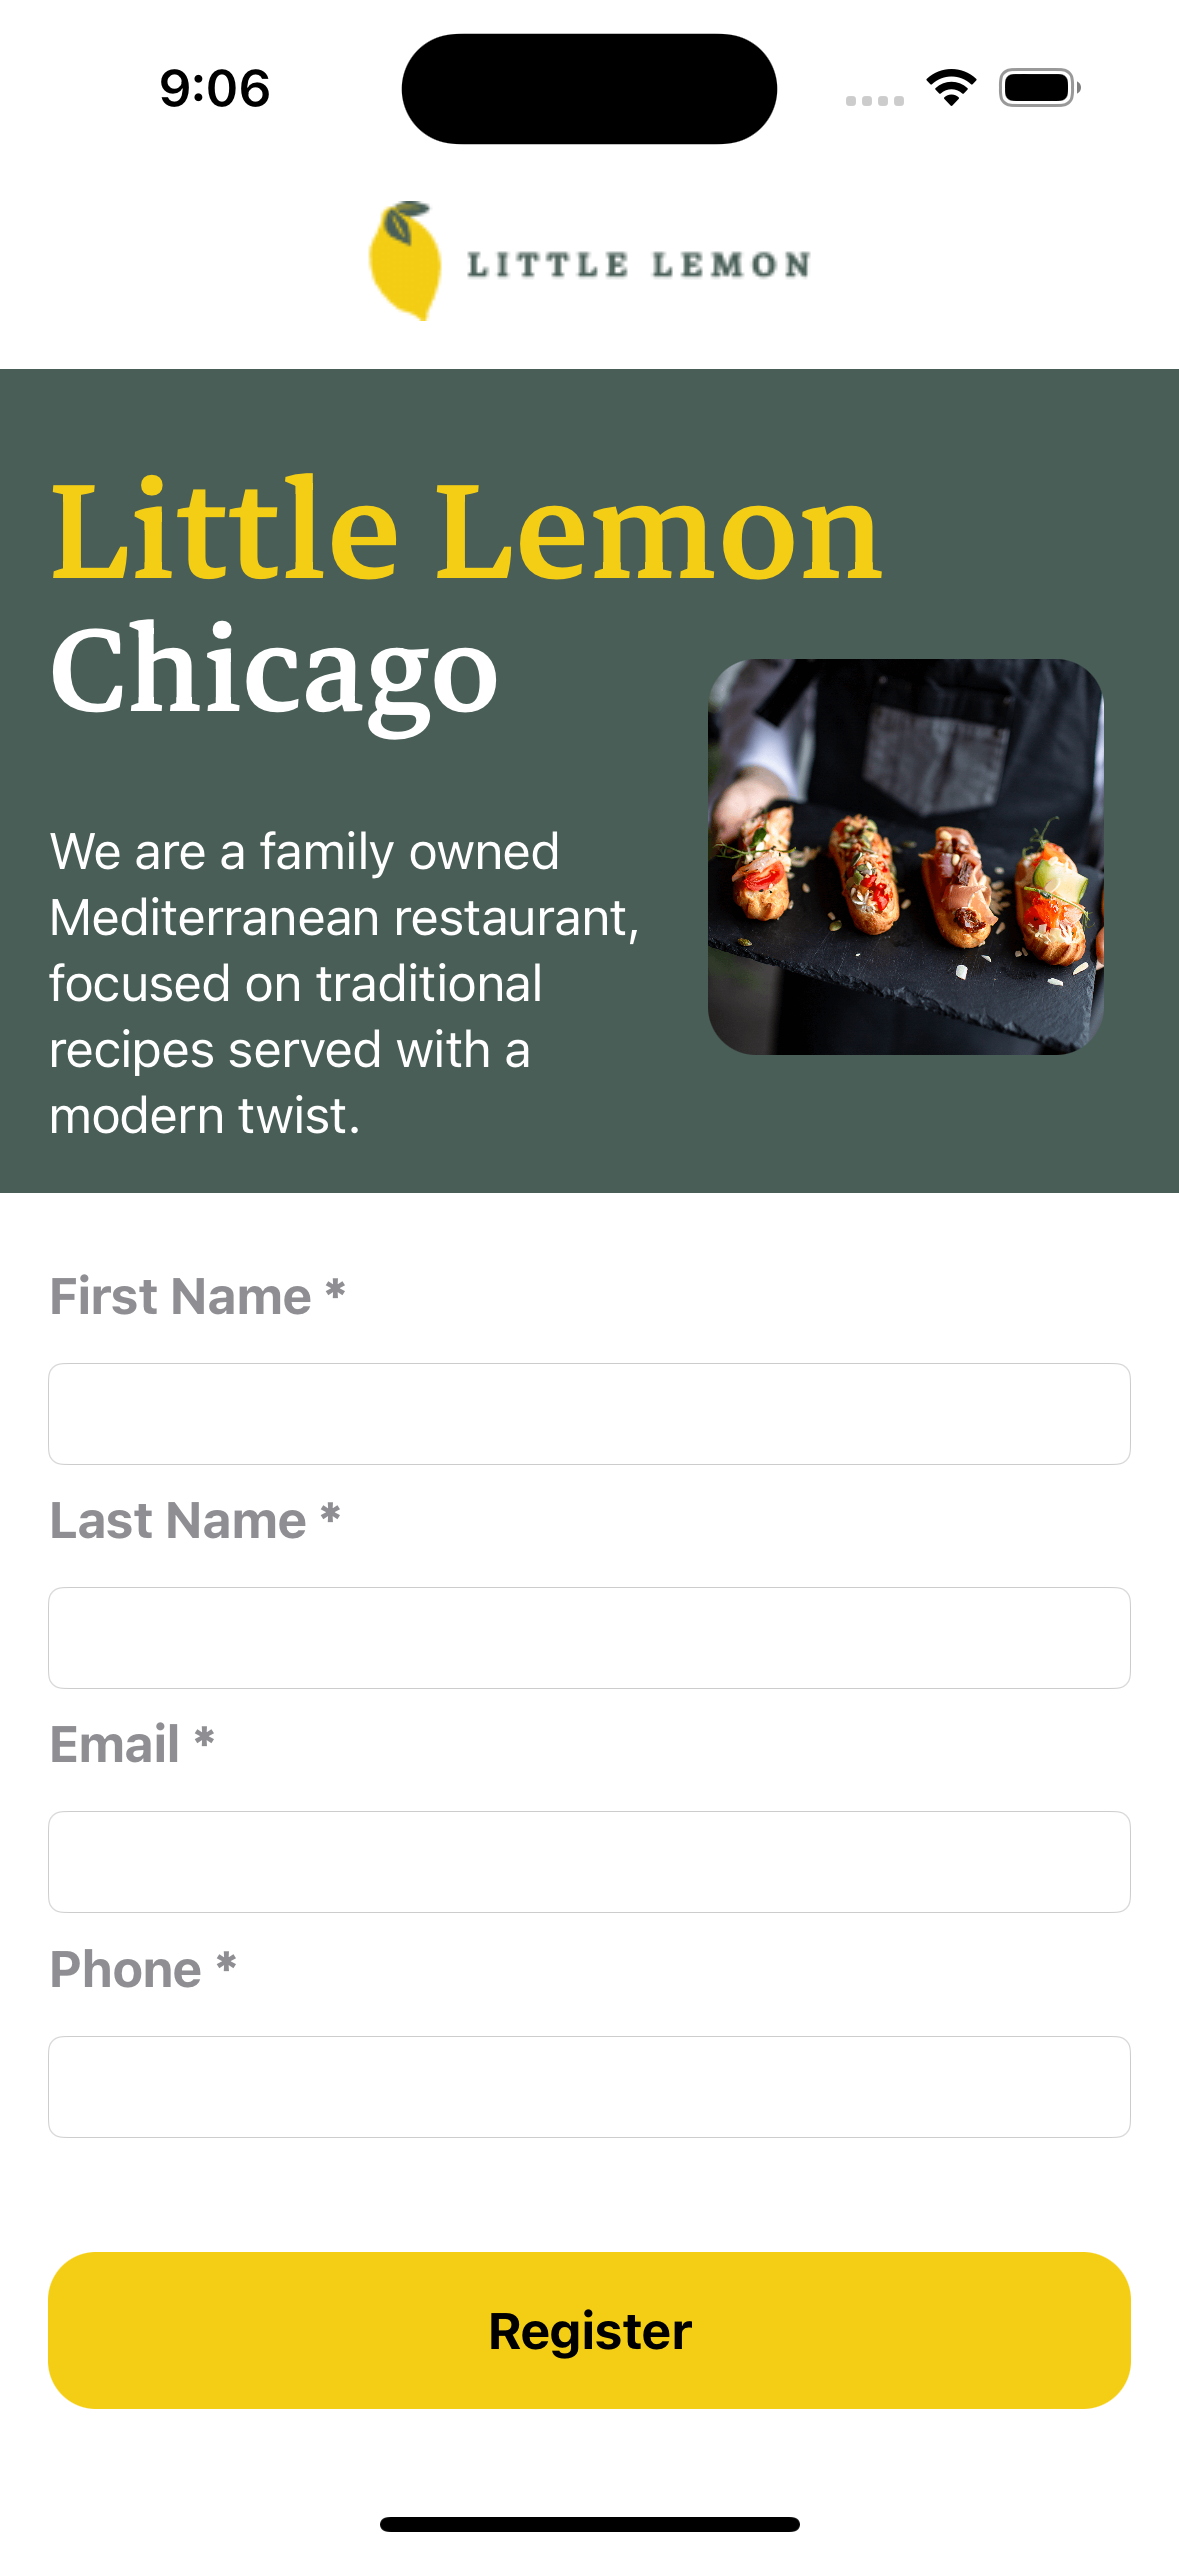 9:06
LITTLE LEMON
Little Lemon
Chicago
We are a family owned
Mediterranean restaurant,
focused on traditional
recipes served with a
modern twist.
First Name *
Last Name *
Email *
Phone *
Register